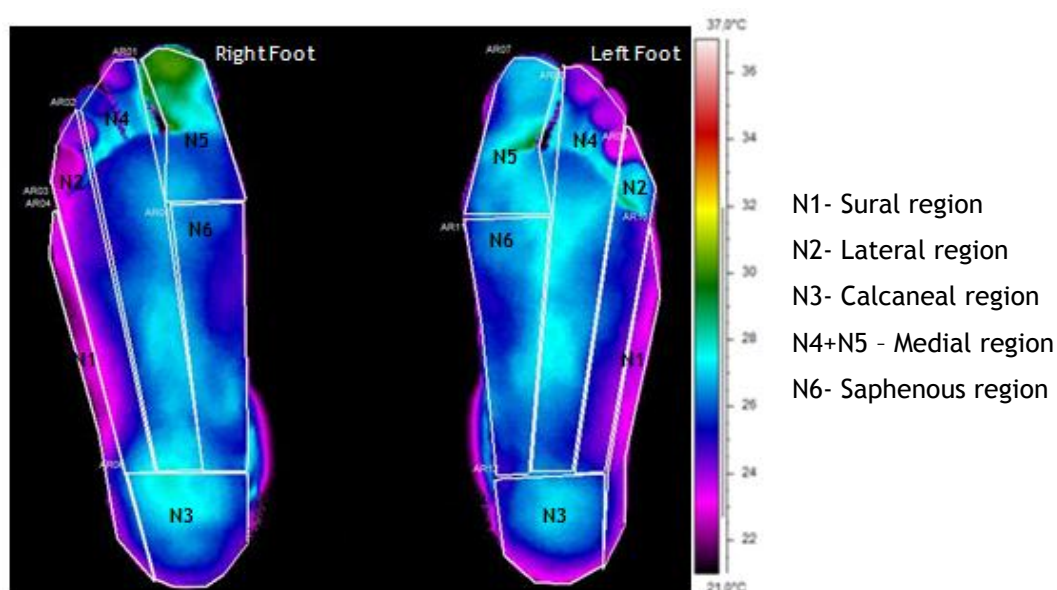 37.0°C
Right Foot
Left Foot
AR01
AR07
36
AR02
N4
N4
34
N5
N5
N2
N2
AR03
AR04
AR11
N6
N6
32
30
28
26
24
22
N1
N1
N3
N3
21.0°C
N1- Sural region
N2- Lateral region
N3- Calcaneal region
N4+N5 – Medial region
N6- Saphenous region